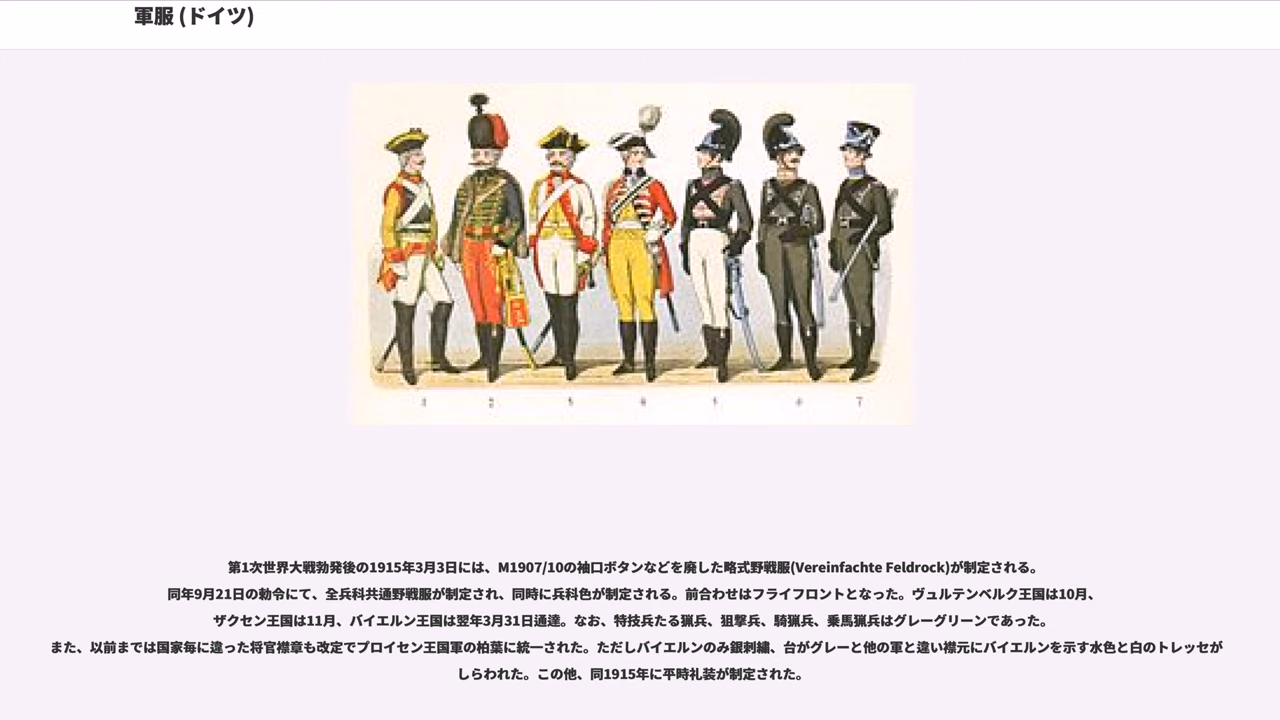 軍服 (ドイツ)
第1次世界大戦勃発後の1915年3月3日には、M1907/10の袖口ボタンなどを廃した略式野戦服(Vereinfachte Feldrock)が制定される。
同年9月21日の勅令にて、全兵科共通野戦服が制定され、同時に兵科色が制定される。前合わせはフライフロントとなった。ヴュルテンベルク王国は10月、
ザクセン王国は11月、バイエルン王国は翌年3月31日通達。なお、特技兵たる猟兵、狙撃兵、騎猟兵、乗馬猟兵はグレーグリーンであった。
また、以前までは国家毎に違った将官襟章も改定でプロイセン王国軍の柏葉に統一された。ただしバイエルンのみ銀刺繍、台がグレーと他の軍と違い襟元にバイエルンを示す水色と白のトレッセが
しらわれた。この他、同1915年に平時礼装が制定された。